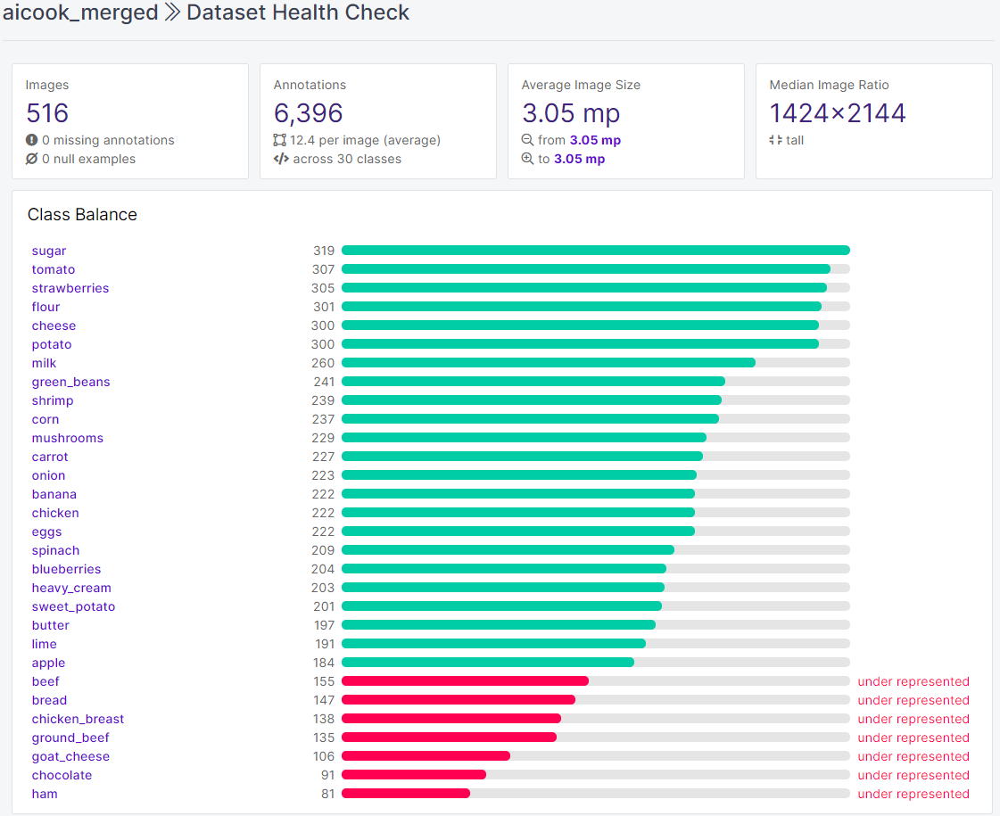 aicook_merged >> Dataset Health Check
Images
516
0 missing annotations
0 null examples
Annotations
6,396
12.4 per image (average)
across 30 classes
Average Image Size
3.05 mp
from 3.05 mp
to 3.05 mp
Median Image Ratio
1424×2144
tall
Class Balance
sugar 319
tomato 307
strawberries 305
flour 301
cheese 300
potato 300
milk 260
green_beans 241
shrimp 239
corn 237
mushrooms 229
carrot 227
onion 223
banana 222
chicken 222
eggs 222
spinach 209
blueberries 204
heavy_cream 203
sweet_potato 201
butter 197
lime 191
apple 184
beef 155 under represented
bread 147 under represented
chicken_breast 138 under represented
ground_beef 135 under represented
goat_cheese 106 under represented
chocolate 91 under represented
ham 81 under represented